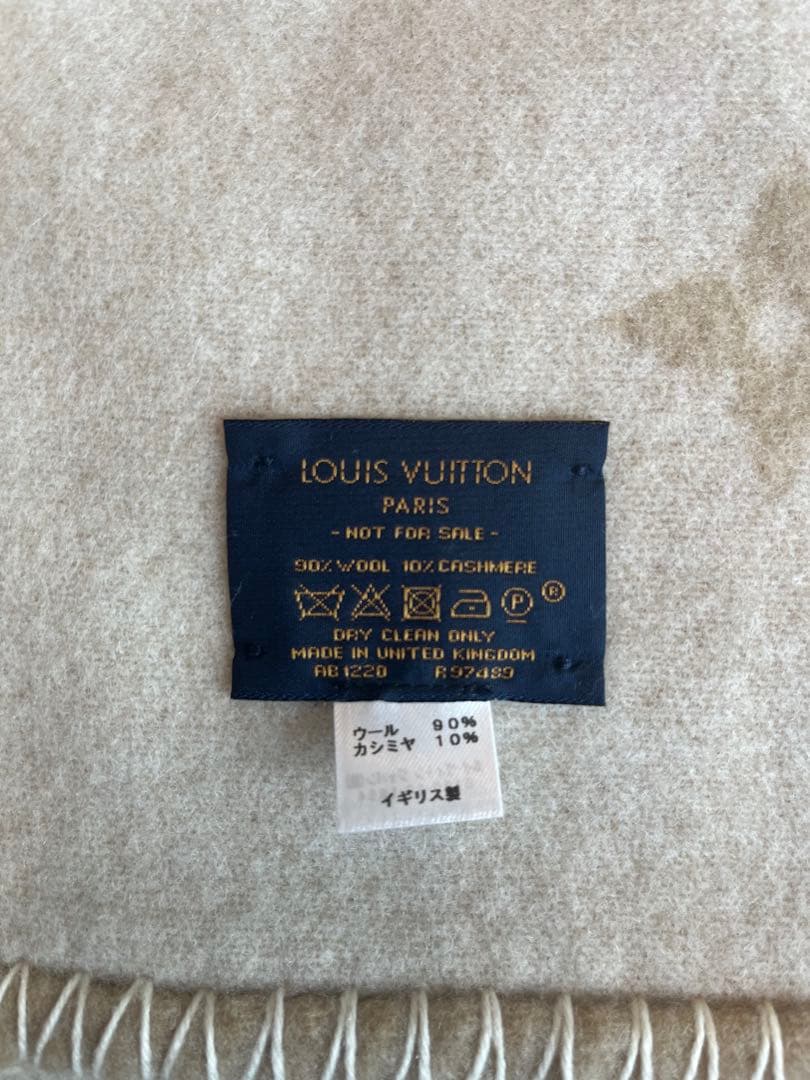 LOUIS VUITTON
PARIS
- NOT FOR SALE -
90% WOOL 10% CASHMERE
P ®
DRY CLEAN ONLY
MADE IN UNITED KINGDOM
AB1220 R97489
ウール 90%
カシミヤ 10%
イギリス製